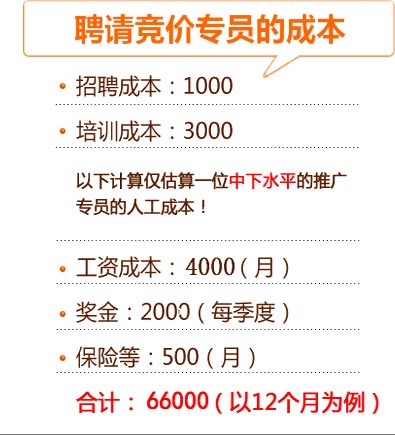 聘请竞价专员的成本
招聘成本：1000
培训成本：3000
以下计算仅估算一位中下水平的推广
专员的人工成本！
工资成本：4000（月）
奖金：2000（每季度）
保险等：500（月）
合计：66000（以12个月为例）